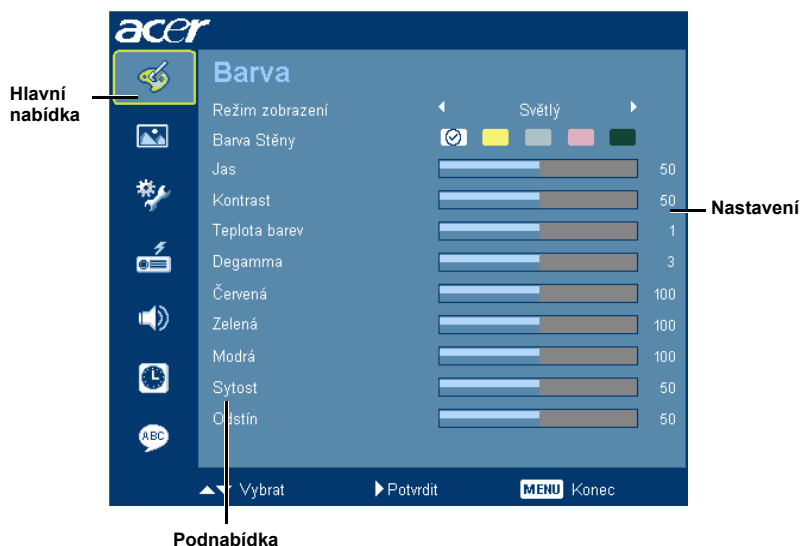 acer
Barva
Hlavní
nabídka
Režim zobrazení Světlý
Barva Stěny
Jas 50
Kontrast 50
Nastavení
Teplota barev 1
Degamma 3
Červená 100
Zelená 100
Modrá 100
Sytost 50
Odstín 50
ABC
Vybrat Potvrdit MENU Konec
Podnabídka